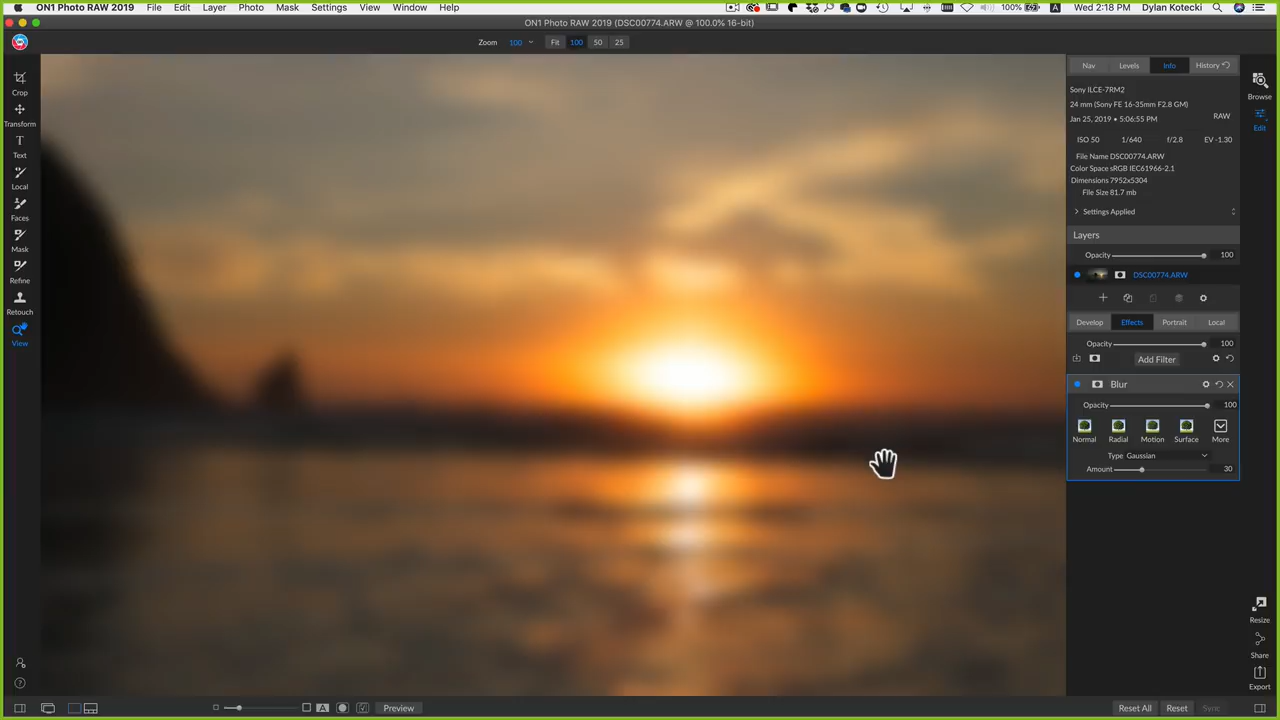 ON1 Photo RAW 2019 File Edit Layer Photo Mask Settings View Window Help 100% Wed 2:18 PM Dylan Kotecki
ON1 Photo RAW 2019 (DSC00774.ARW @ 100.0% 16-bit)
Zoom 100 Fit 100 50 25
Crop
Transform
Text
Local
Faces
Mask
Refine
Retouch
View
Nav Levels Info History
Sony ILCE-7RM2
24 mm (Sony FE 16-35mm F2.8 GM)
Jan 25, 2019 • 5:06:55 PM RAW
ISO 50 1/640 f/2.8 EV -1.30
File Name DSC00774.ARW
Color Space sRGB IEC61966-2.1
Dimensions 7952x5304
File Size 81.7 mb
Settings Applied
Layers
Opacity 100
DSC00774.ARW
Develop Effects Portrait Local
Opacity 100
Add Filter
Blur
Opacity 100
Normal Radial Motion Surface More
Type Gaussian
Amount 30
Browse
Edit
Resize
Share
Export
A Preview Reset All Reset Sync